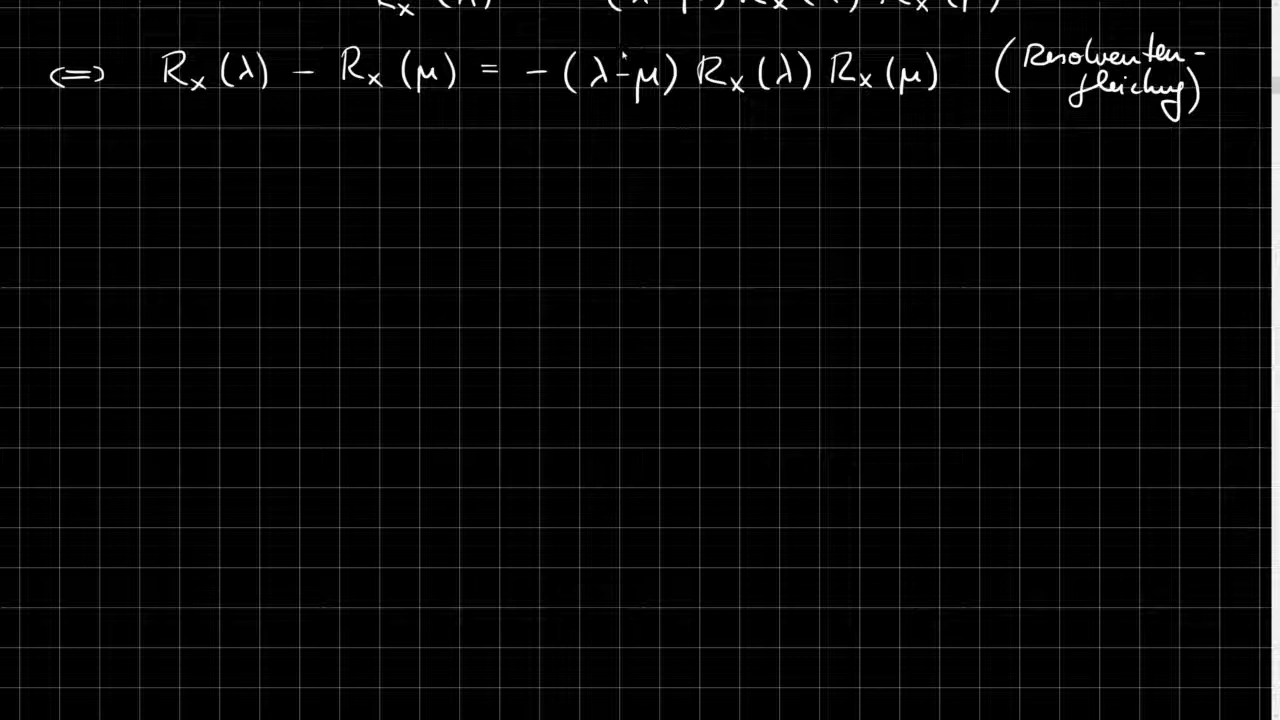 ⟺ Rₓ(λ) − Rₓ(μ) = −(λ−μ) Rₓ(λ) Rₓ(μ) (Resolventen-
gleichung)